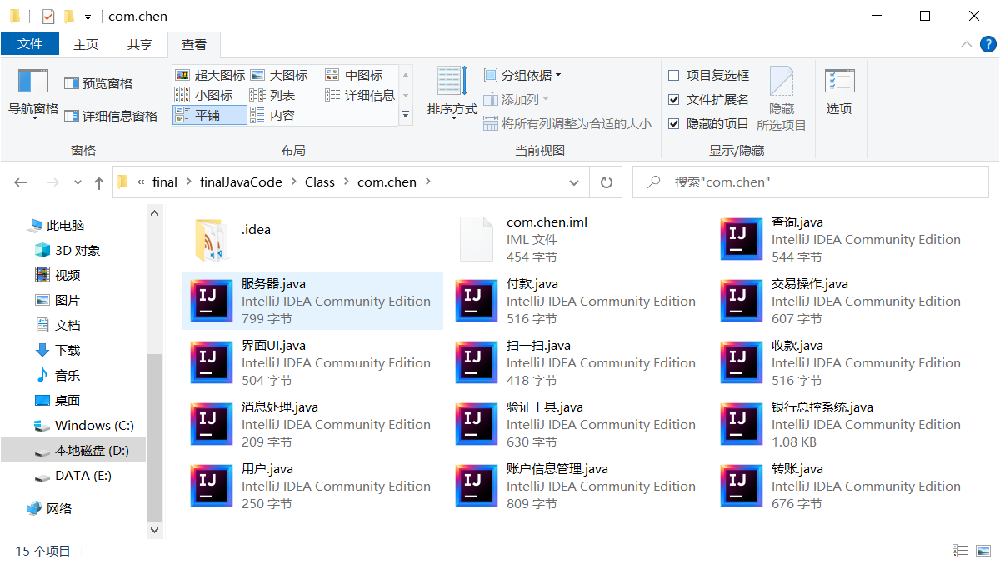 com.chen
文件 主页 共享 查看
导航窗格
预览窗格
详细信息窗格
窗格
超大图标 大图标 中图标
小图标 列表 详细信息
平铺 内容
布局
排序方式
分组依据
添加列
将所有列调整为合适的大小
当前视图
项目复选框
文件扩展名
隐藏的项目
隐藏
所选项目
显示/隐藏
选项
« final > finalJavaCode > Class > com.chen >
搜索"com.chen"
此电脑
3D 对象
视频
图片
文档
下载
音乐
桌面
Windows (C:)
本地磁盘 (D:)
DATA (E:)
网络
.idea
com.chen.iml
IML 文件
454 字节
IJ
查询.java
IntelliJ IDEA Community Edition
544 字节
IJ
服务器.java
IntelliJ IDEA Community Edition
799 字节
IJ
付款.java
IntelliJ IDEA Community Edition
516 字节
IJ
交易操作.java
IntelliJ IDEA Community Edition
607 字节
IJ
界面UI.java
IntelliJ IDEA Community Edition
504 字节
IJ
扫一扫.java
IntelliJ IDEA Community Edition
418 字节
IJ
收款.java
IntelliJ IDEA Community Edition
516 字节
IJ
消息处理.java
IntelliJ IDEA Community Edition
209 字节
IJ
验证工具.java
IntelliJ IDEA Community Edition
630 字节
IJ
银行总控系统.java
IntelliJ IDEA Community Edition
1.08 KB
IJ
用户.java
IntelliJ IDEA Community Edition
250 字节
IJ
账户信息管理.java
IntelliJ IDEA Community Edition
809 字节
IJ
转账.java
IntelliJ IDEA Community Edition
676 字节
15 个项目